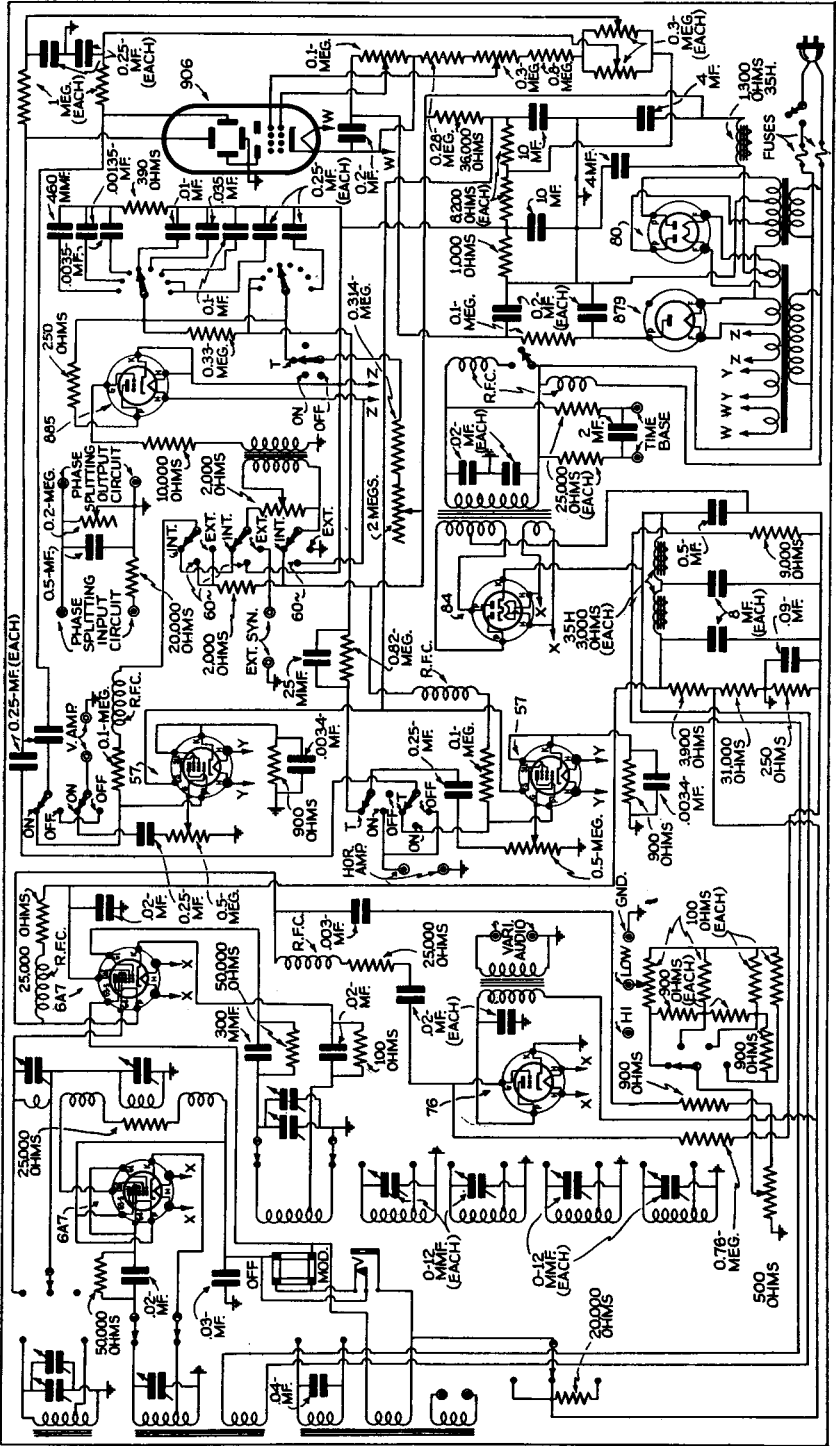 1
MEG.
(EACH)
0.25-
MF.
(EACH)
906
0.1-
MEG.
0.3-
MEG.
0.8-
MEG.
0.3-
MEG.
(EACH)
460
MMF.
.00135-
MF.
390
OHMS
.0035-
MF.
.01-
MF.
.035
MF.
0.1-
MF.
0.25-
MF.
(EACH)
0.2-
MF.
W
W
0.28-
MEG.
36,000
OHMS
10
MF.
4
MF.
1,300
OHMS
35H.
FUSES
8,200
OHMS
(EACH)
1,000
OHMS
10
MF.
4 MF.
80
879
0.1-
MEG.
0.2-
MF.
(EACH)
250
OHMS
885
0.33-
MEG.
T
ON
OFF
Z
Z
0.314-
MEG.
2 MEGS.
R.F.C.
.02-
MF.
(EACH)
25,000
OHMS
(EACH)
2
MF.
TIME
BASE
W W Y Y Z Z
0.5-MF.
0.2-MEG.
PHASE
SPLITTING
OUTPUT
CIRCUIT
PHASE
SPLITTING
INPUT
CIRCUIT
10,000
OHMS
2,000
OHMS
20,000
OHMS
2,000
OHMS
INT.
EXT.
INT.
EXT.
60~
60~
EXT. SYN.
84
X
X
35H
3,000
OHMS
(EACH)
0.5-
MF.
9,000
OHMS
8
MF.
(EACH)
.09-
MF.
3,900
OHMS
31,000
OHMS
250
OHMS
0.25-MF. (EACH)
V. AMP.
ON
OFF
ON
OFF
0.1-MEG.
R.F.C.
57
Y
Y
900
OHMS
.0034-
MF.
25
MMF.
0.82-
MEG.
R.F.C.
T
ON
OFF
T
ON
OFF
HOR.
AMP.
0.25-
MF.
0.1-
MEG.
57
Y
Y
0.5-MEG.
900
OHMS
.0034-
MF.
25,000 OHMS
R.F.C.
6A7
.02-
MF.
0.25-
MF.
0.5-
MEG.
X
X
R.F.C.
.003-
MF.
25,000
OHMS
300
MMF.
50,000
OHMS
.02-
MF.
100
OHMS
.02-
MF.
(EACH)
VARI.
AUDIO
76
X
X
HI
LOW
GND.
900
OHMS
(EACH)
100
OHMS
(EACH)
900
OHMS
900
OHMS
0.76-
MEG.
500
OHMS
25,000
OHMS
6A7
X
X
50,000
OHMS
.02-
MF.
.03-
MF.
OFF
MOD.
.04-
MF.
0-12
MMF.
(EACH)
0-12
MMF.
(EACH)
20,000
OHMS